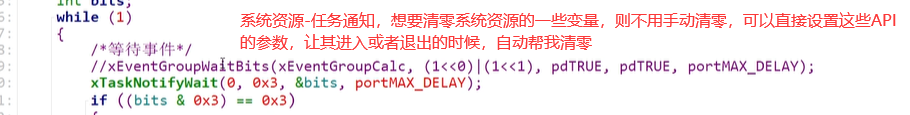 int bits;
while (1)
{
系统资源-任务通知，想要清零系统资源的一些变量，则不用手动清零，可以直接设置这些API
的参数，让其进入或者退出的时候，自动帮我清零
/*等待事件*/
//xEventGroupWaitBits(xEventGroupCalc, (1<<0)|(1<<1), pdTRUE, pdTRUE, portMAX_DELAY);
xTaskNotifyWait(0, 0x3, &bits, portMAX_DELAY);
if ((bits & 0x3) == 0x3)